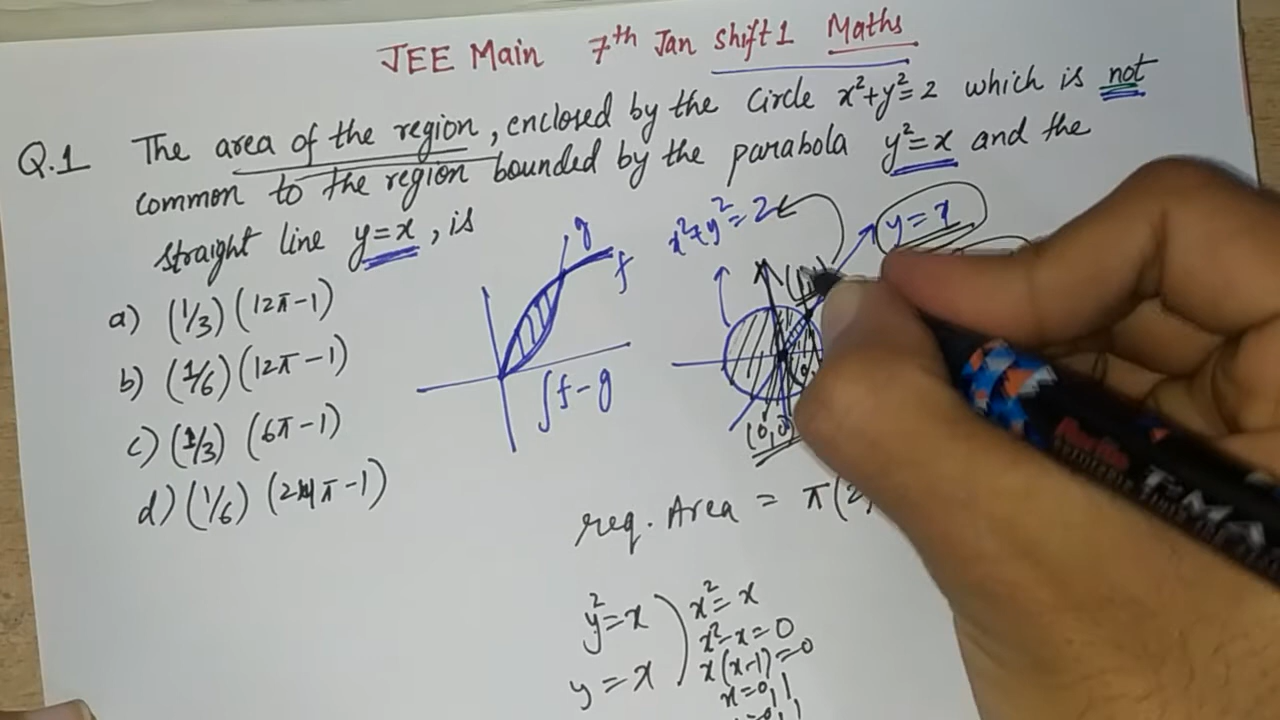 JEE Main 7th Jan Shift 1 Maths
Q.1 The area of the region, enclosed by the Circle x²+y²=2 which is not
common to the region bounded by the parabola y²=x and the
straight line y=x, is
a) (1/3) (12π-1)
b) (1/6) (12π-1)
c) (1/3) (6π-1)
d) (1/6) (24π-1)
g
f
∫f-g
x²+y²=2
y=x
(0,0)
req. Area = π(2)
y²=x
y=x
x²=x
x²-x=0
x(x-1)=0
x=0,1